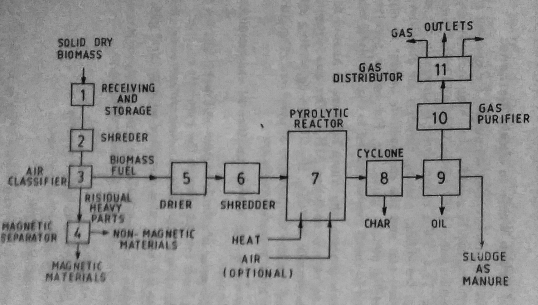 SOLID DRY
BIOMASS
1
RECEIVING
AND
STORAGE
2
SHREDER
AIR
CLASSIFIER
3
BIOMASS
FUEL
RISIDUAL
HEAVY
PARTS
MAGNETIC
SEPARATOR
4
NON-MAGNETIC
MATERIALS
MAGNETIC
MATERIALS
5
DRIER
6
SHREDDER
PYROLYTIC
REACTOR
7
HEAT
AIR
(OPTIONAL)
CYCLONE
8
CHAR
9
OIL
SLUDGE
AS
MANURE
10
GAS
PURIFIER
GAS
DISTRIBUTOR
11
GAS OUTLETS